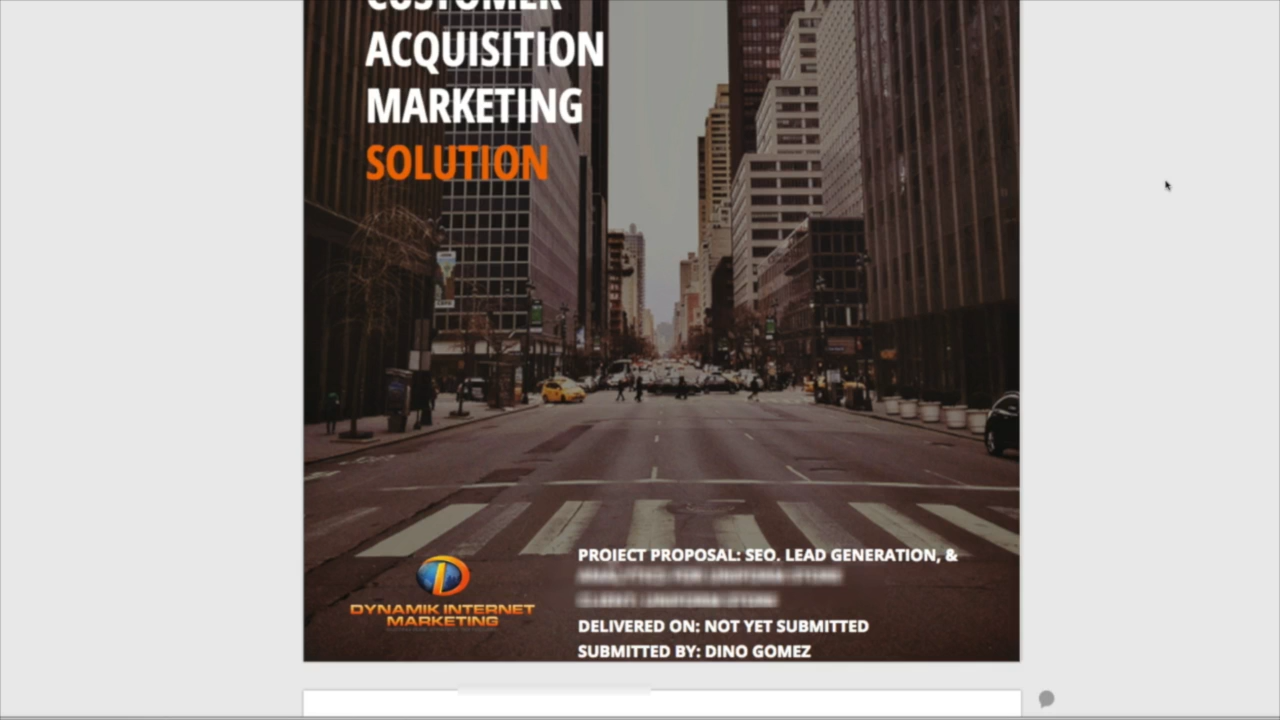 CUSTOMER
ACQUISITION
MARKETING
SOLUTION
PROJECT PROPOSAL: SEO. LEAD GENERATION, &
DELIVERED ON: NOT YET SUBMITTED
SUBMITTED BY: DINO GOMEZ
DYNAMIK INTERNET
MARKETING